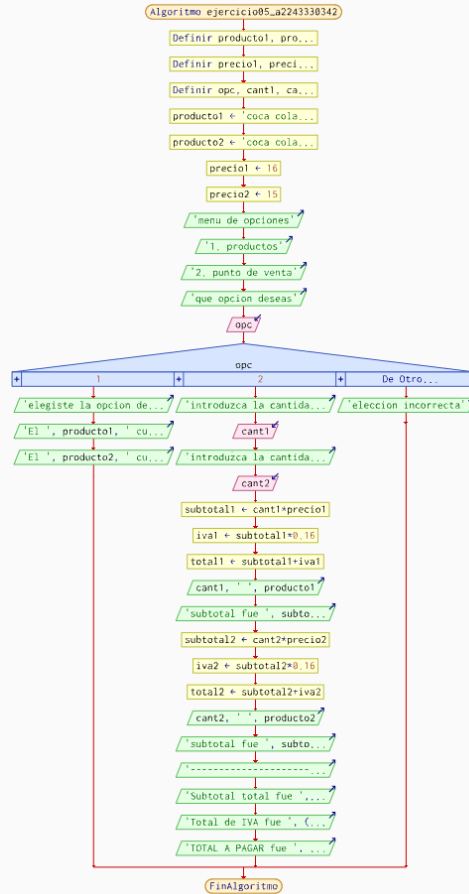 Algoritmo ejercicio05_a2243330342
Definir producto1, pro...
Definir precio1, preci...
Definir opc, cant1, ca...
producto1 ← 'coca cola...
producto2 ← 'coca cola...
precio1 ← 16
precio2 ← 15
'menu de opciones'
'1. productos'
'2. punto de venta'
'que opcion deseas'
opc
opc
+ 1 + 2 + De Otro...
'elegiste la opcion de... 'introduzca la cantida... 'eleccion incorrecta'
'El ', producto1, ' cu... cant1
'El ', producto2, ' cu... 'introduzca la cantida...
cant2
subtotal1 ← cant1*precio1
iva1 ← subtotal1*0.16
total1 ← subtotal1+iva1
cant1, ' ', producto1
'subtotal fue ', subto...
subtotal2 ← cant2*precio2
iva2 ← subtotal2*0.16
total2 ← subtotal2+iva2
cant2, ' ', producto2
'subtotal fue ', subto...
'--------------------...
'Subtotal total fue ',...
'Total de IVA fue ', (...
'TOTAL A PAGAR fue ', ...
FinAlgoritmo